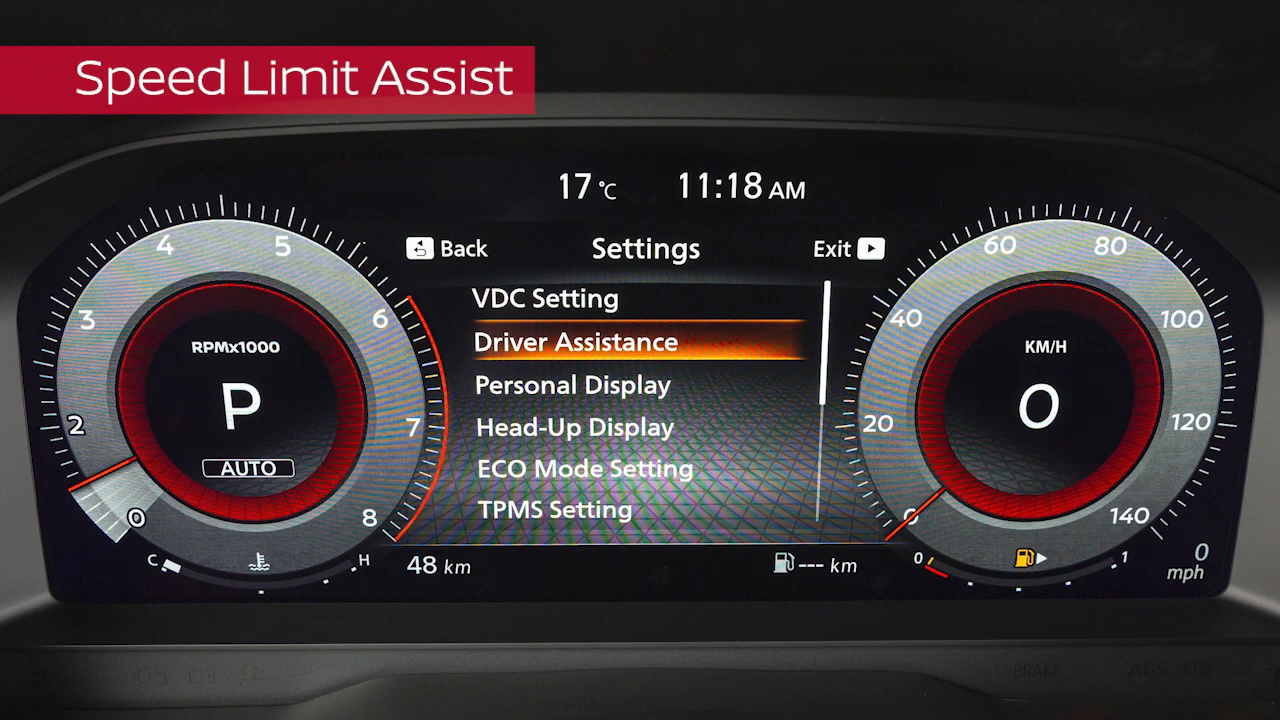 Speed Limit Assist
17 °C 11:18 AM
Back Settings Exit
VDC Setting
Driver Assistance
Personal Display
Head-Up Display
ECO Mode Setting
TPMS Setting
0 2 3 4 5 6 7 8
RPMx1000
P
AUTO
C H
48 km
--- km
0 20 40 60 80 100 120 140
KM/H
0
0 1
0 mph
BRAKE ABS